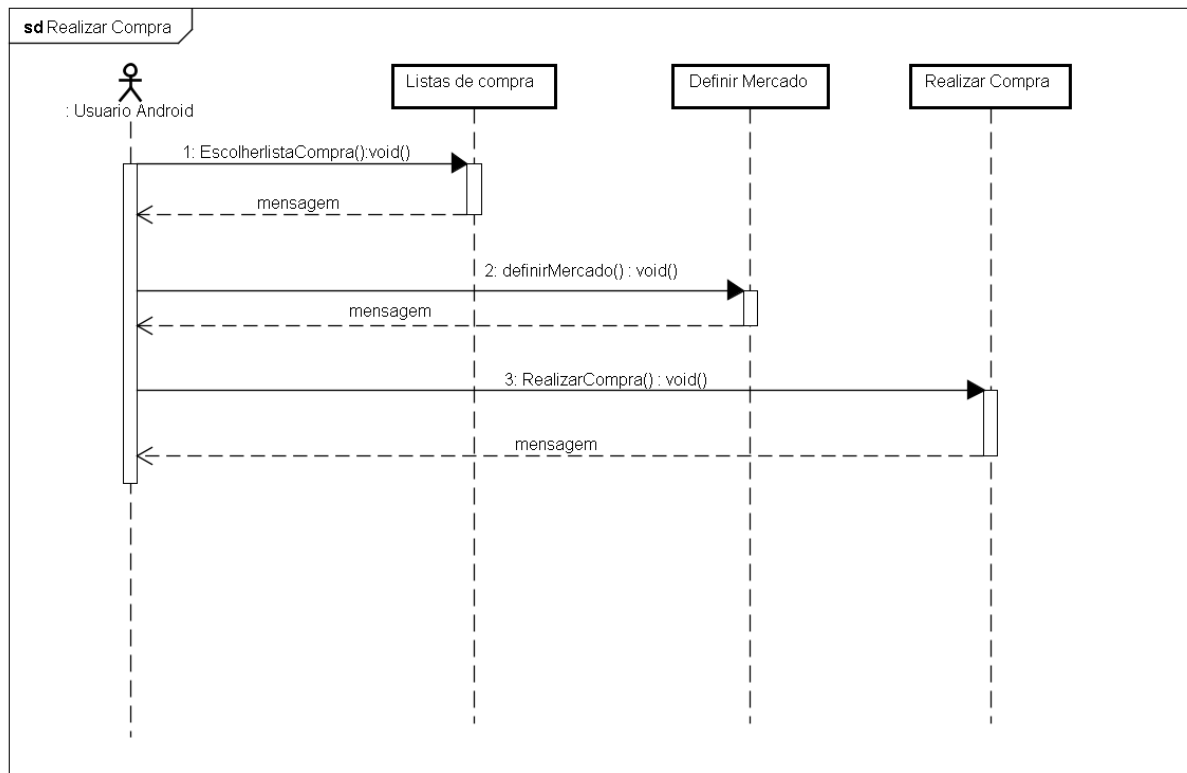 sd Realizar Compra
: Usuario Android
Listas de compra
Definir Mercado
Realizar Compra
1: EscolherlistaCompra():void()
mensagem
2: definirMercado() : void()
mensagem
3: RealizarCompra() : void()
mensagem